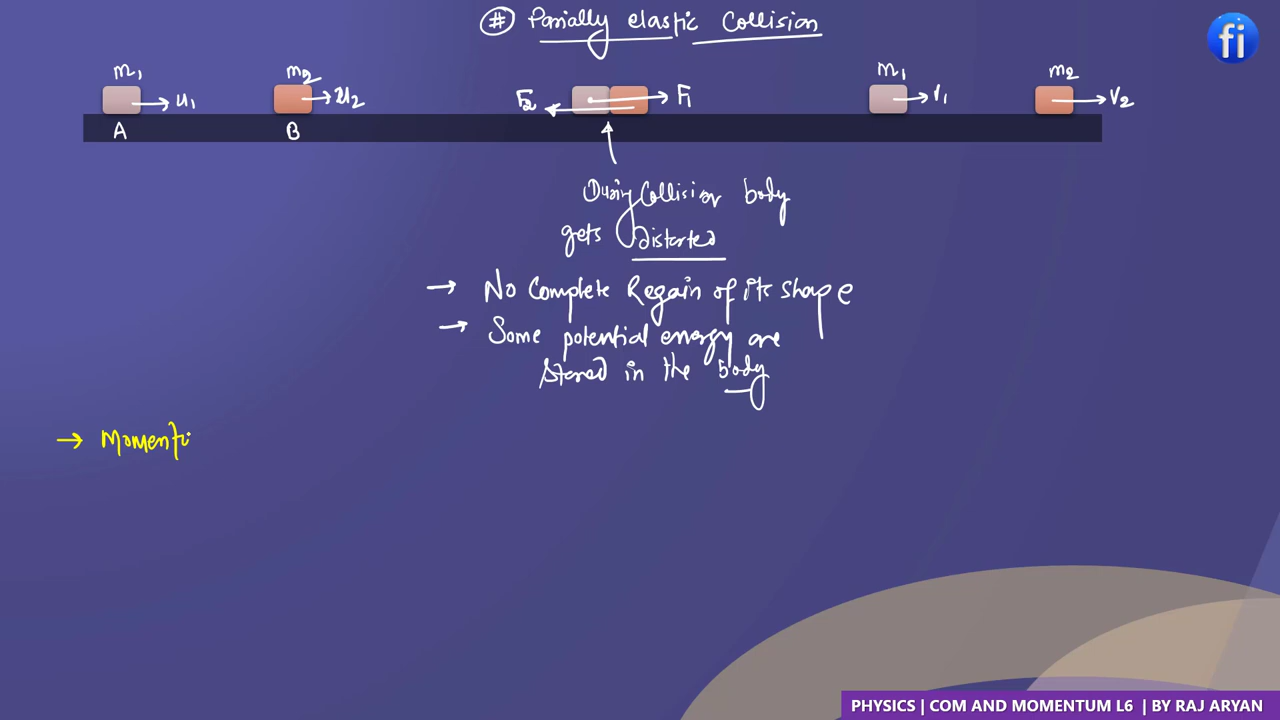 # Parially elastic Collision
fi
m1 m2 m1 m2
u1 u2 F2 F1 v1 v2
A B
During Collision body
gets distorted
→ No Complete Regain of its shape
→ Some potential energy are
stored in the body
→ Momentu
PHYSICS | COM AND MOMENTUM L6 | BY RAJ ARYAN